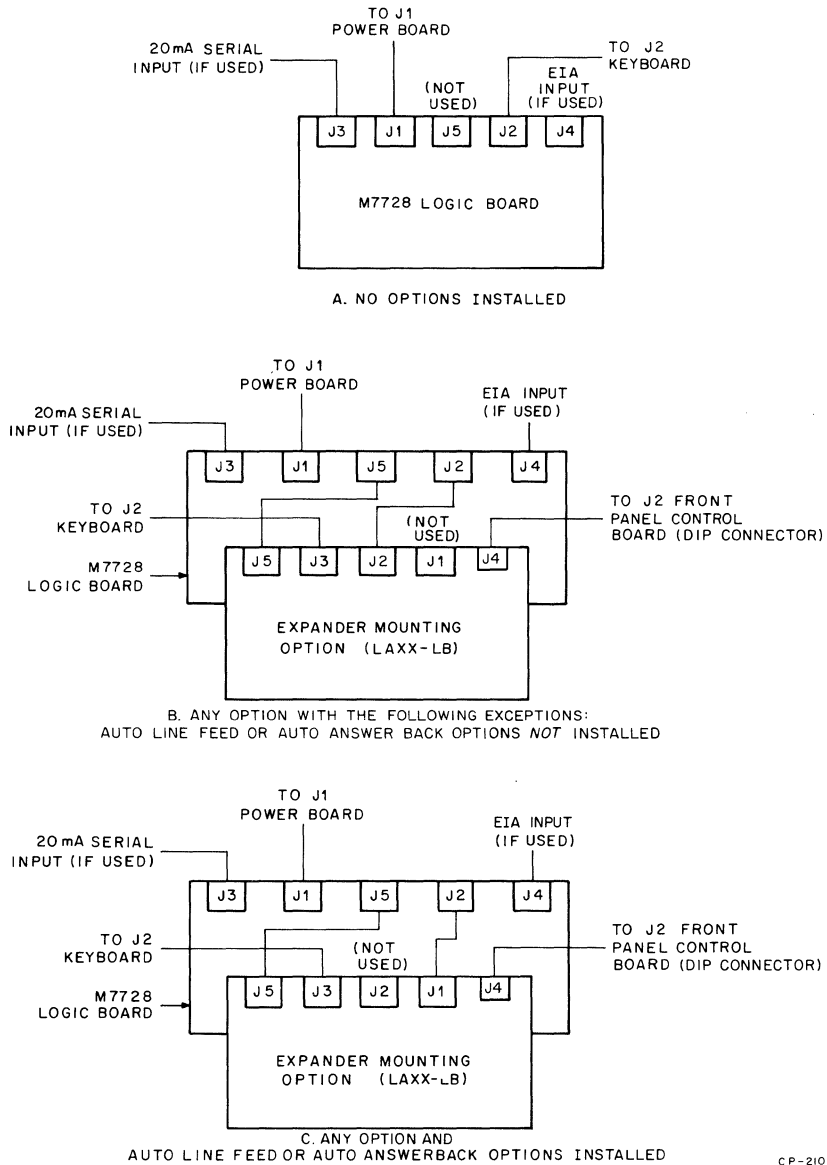 TO J1
POWER BOARD
20mA SERIAL
INPUT (IF USED)
TO J2
KEYBOARD
(NOT
USED)
EIA
INPUT
(IF USED)
J3 J1 J5 J2 J4
M7728 LOGIC BOARD
A. NO OPTIONS INSTALLED
TO J1
POWER BOARD
EIA INPUT
(IF USED)
20mA SERIAL
INPUT (IF USED)
J3 J1 J5 J2 J4
TO J2
KEYBOARD
(NOT
USED)
TO J2 FRONT
PANEL CONTROL
BOARD (DIP CONNECTOR)
M7728
LOGIC BOARD
J5 J3 J2 J1 J4
EXPANDER MOUNTING
OPTION (LAXX-LB)
B. ANY OPTION WITH THE FOLLOWING EXCEPTIONS:
AUTO LINE FEED OR AUTO ANSWER BACK OPTIONS NOT INSTALLED
TO J1
POWER BOARD
EIA INPUT
(IF USED)
20mA SERIAL
INPUT (IF USED)
J3 J1 J5 J2 J4
TO J2
KEYBOARD
(NOT
USED)
TO J2 FRONT
PANEL CONTROL
BOARD (DIP CONNECTOR)
M7728
LOGIC BOARD
J5 J3 J2 J1 J4
EXPANDER MOUNTING
OPTION (LAXX-LB)
C. ANY OPTION AND
AUTO LINE FEED OR AUTO ANSWERBACK OPTIONS INSTALLED
CP-210